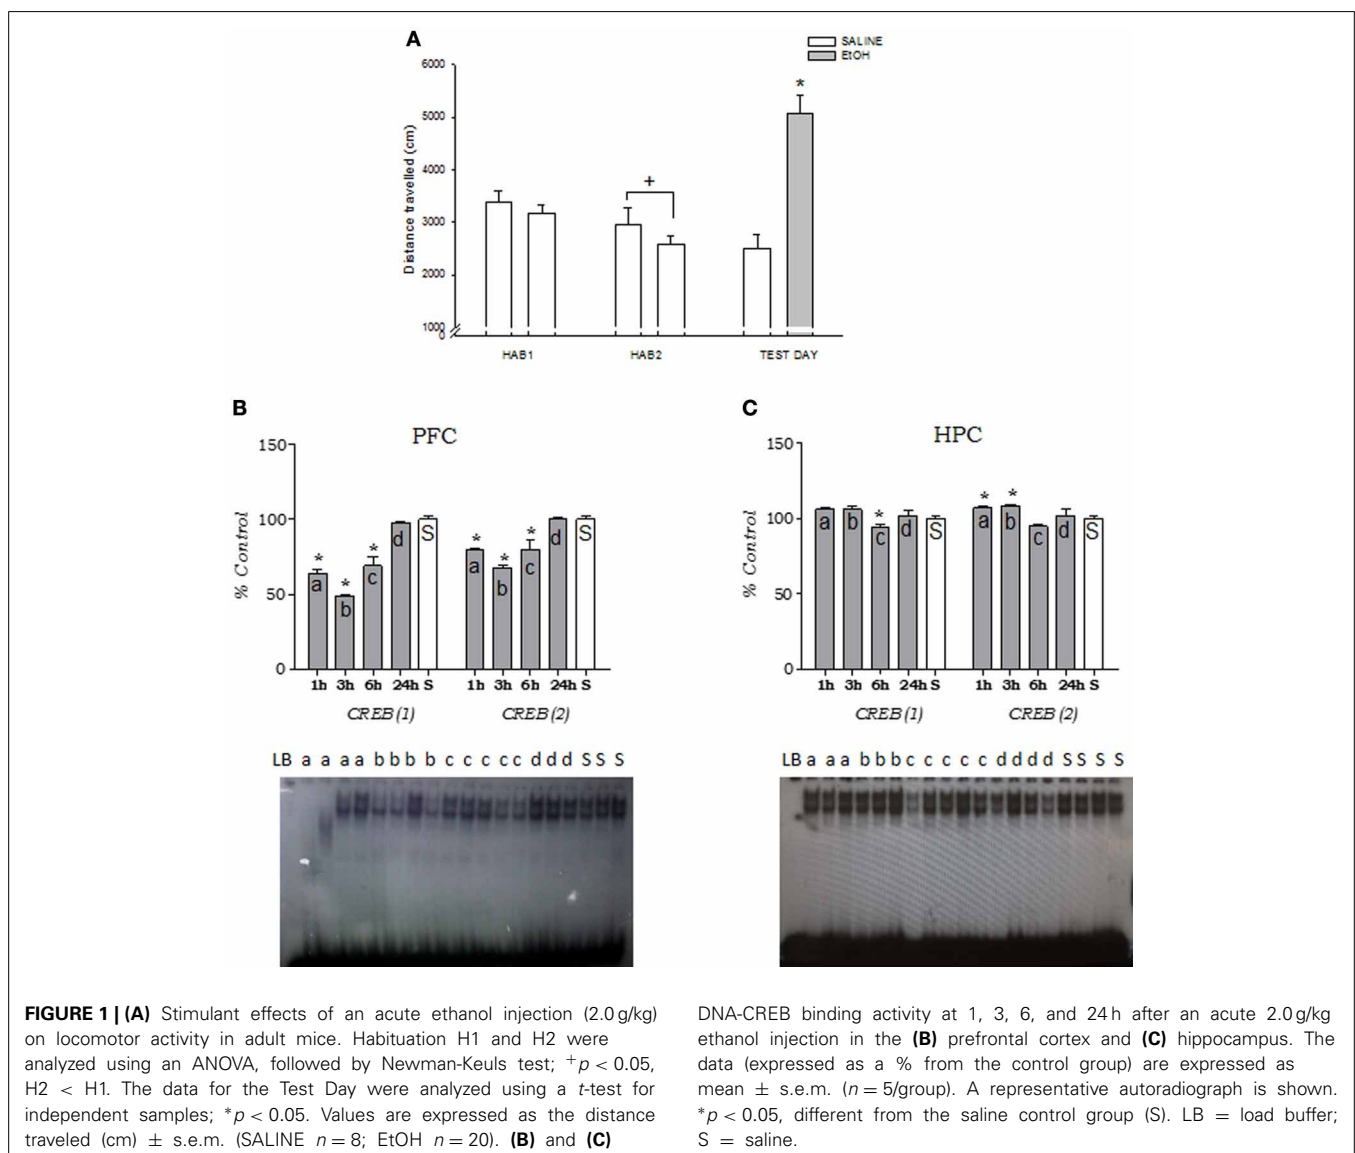 A
SALINE
EtOH
6000
5000
4000
3000
2000
1000
0
Distance travelled (cm)
+
*
HAB1 HAB2 TEST DAY
B
PFC
150
100
50
0
% Control
* * * * * *
a b c d S a b c d S
1h 3h 6h 24h S 1h 3h 6h 24h S
CREB(1) CREB(2)
LB a a a a b b b b c c c c c d d d S S S
C
HPC
150
100
50
0
% Control
* * *
a b c d S a b c d S
1h 3h 6h 24h S 1h 3h 6h 24h S
CREB(1) CREB(2)
LB a a a b b b c c c c c d d d d S S S S
FIGURE 1 | (A) Stimulant effects of an acute ethanol injection (2.0 g/kg)
on locomotor activity in adult mice. Habituation H1 and H2 were
analyzed using an ANOVA, followed by Newman-Keuls test; +p < 0.05,
H2 < H1. The data for the Test Day were analyzed using a t-test for
independent samples; *p < 0.05. Values are expressed as the distance
traveled (cm) ± s.e.m. (SALINE n = 8; EtOH n = 20). (B) and (C)
DNA-CREB binding activity at 1, 3, 6, and 24 h after an acute 2.0 g/kg
ethanol injection in the (B) prefrontal cortex and (C) hippocampus. The
data (expressed as a % from the control group) are expressed as
mean ± s.e.m. (n = 5/group). A representative autoradiograph is shown.
*p < 0.05, different from the saline control group (S). LB = load buffer;
S = saline.